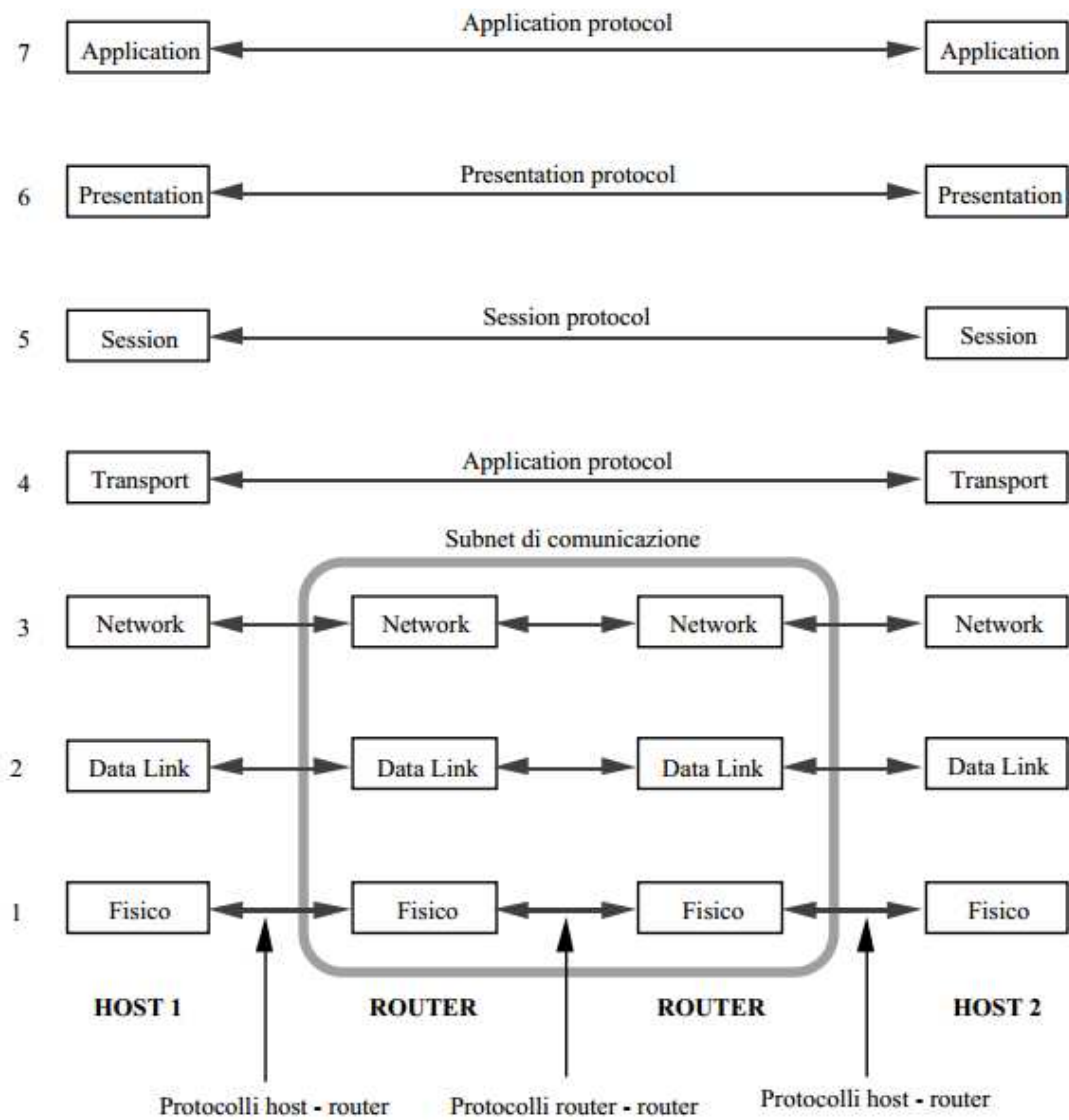 Application protocol
7 Application Application
Presentation protocol
6 Presentation Presentation
Session protocol
5 Session Session
Application protocol
4 Transport Transport
Subnet di comunicazione
3 Network Network Network Network
2 Data Link Data Link Data Link Data Link
1 Fisico Fisico Fisico Fisico
HOST 1 ROUTER ROUTER HOST 2
Protocolli host - router Protocolli router - router Protocolli host - router